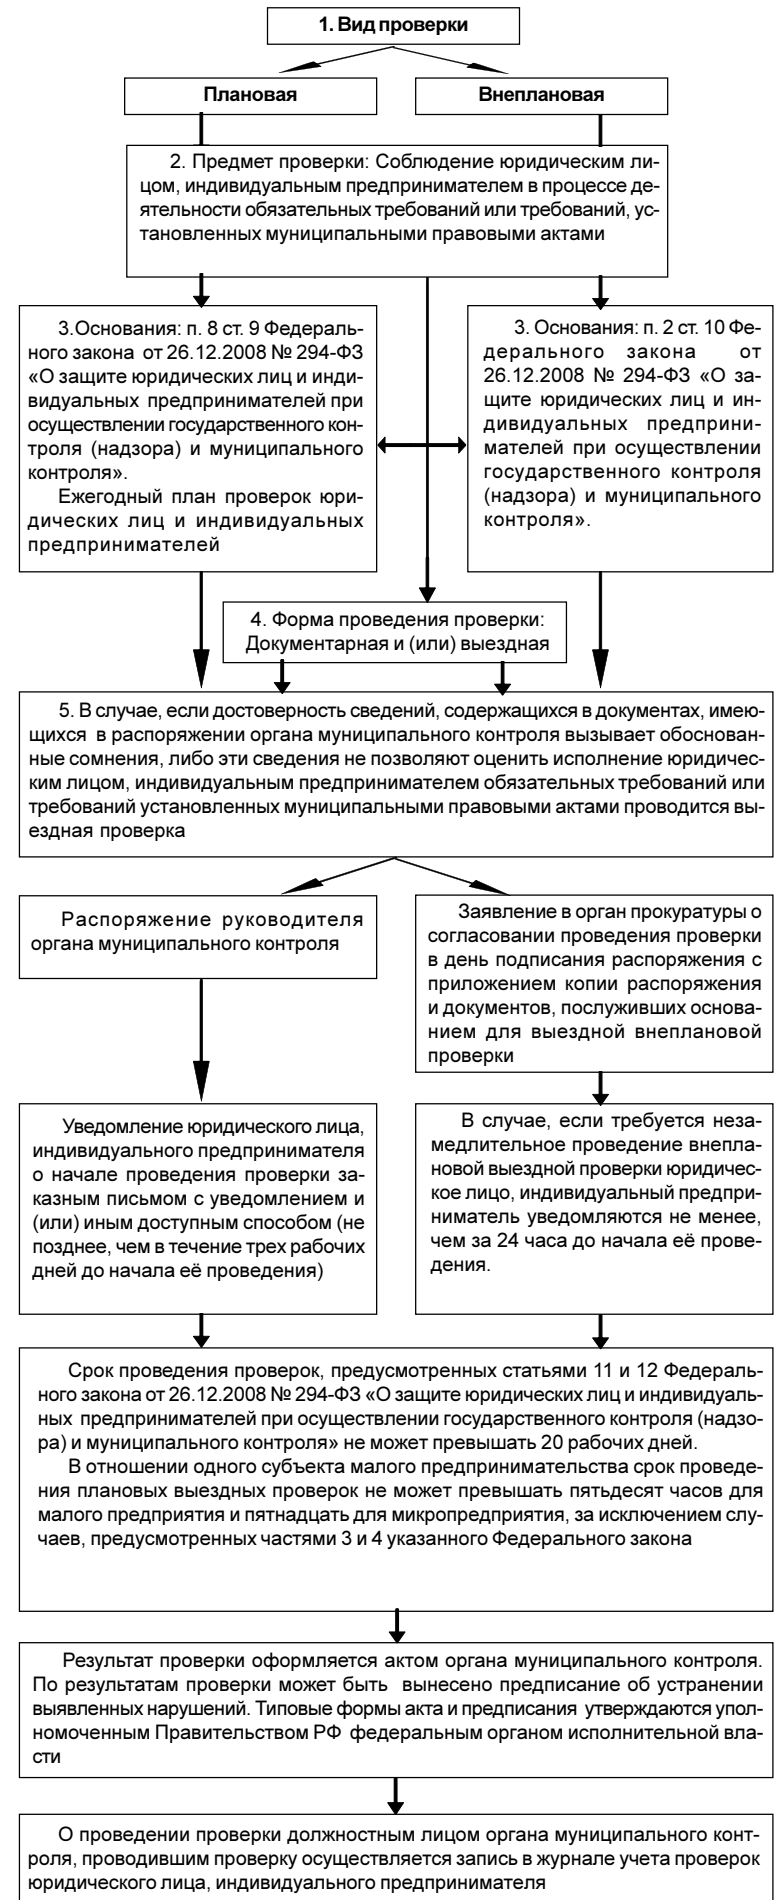 1. Вид проверки
Плановая
Внеплановая
2. Предмет проверки: Соблюдение юридическим ли-
цом, индивидуальным предпринимателем в процессе де-
ятельности обязательных требований или требований, ус-
тановленных муниципальными правовыми актами
3.Основания: п. 8 ст. 9 Федераль-
ного закона от 26.12.2008 № 294-ФЗ
«О защите юридических лиц и инди-
видуальных предпринимателей при
осуществлении государственного кон-
троля (надзора) и муниципального
контроля».
Ежегодный план проверок юри-
дических лиц и индивидуальных
предпринимателей
3. Основания: п. 2 ст. 10 Фе-
дерального закона от
26.12.2008 № 294-ФЗ «О за-
щите юридических лиц и ин-
дивидуальных предприни-
мателей при осуществлении
государственного контроля
(надзора) и муниципального
контроля».
4. Форма проведения проверки:
Документарная и (или) выездная
5. В случае, если достоверность сведений, содержащихся в документах, имею-
щихся в распоряжении органа муниципального контроля вызывает обоснован-
ные сомнения, либо эти сведения не позволяют оценить исполнение юридичес-
ким лицом, индивидуальным предпринимателем обязательных требований или
требований установленных муниципальными правовыми актами проводится вы-
ездная проверка
Распоряжение руководителя
органа муниципального контроля
Заявление в орган прокуратуры о
согласовании проведения проверки
в день подписания распоряжения с
приложением копии распоряжения
и документов, послуживших основа-
нием для выездной внеплановой
проверки
Уведомление юридического лица,
индивидуального предпринимателя
о начале проведения проверки за-
казным письмом с уведомлением и
(или) иным доступным способом (не
позднее, чем в течение трех рабочих
дней до начала её проведения)
В случае, если требуется неза-
медлительное проведение внепла-
новой выездной проверки юридичес-
кое лицо, индивидуальный предпри-
ниматель уведомляются не менее,
чем за 24 часа до начала её прове-
дения.
Срок проведения проверок, предусмотренных статьями 11 и 12 Федераль-
ного закона от 26.12.2008 № 294-ФЗ «О защите юридических лиц и индивидуаль-
ных предпринимателей при осуществлении государственного контроля (надзо-
ра) и муниципального контроля» не может превышать 20 рабочих дней.
В отношении одного субъекта малого предпринимательства срок проведе-
ния плановых выездных проверок не может превышать пятьдесят часов для
малого предприятия и пятнадцать для микропредприятия, за исключением слу-
чаев, предусмотренных частями 3 и 4 указанного Федерального закона
Результат проверки оформляется актом органа муниципального контроля.
По результатам проверки может быть вынесено предписание об устранении
выявленных нарушений. Типовые формы акта и предписания утверждаются упол-
номоченным Правительством РФ федеральным органом исполнительной вла-
сти
О проведении проверки должностным лицом органа муниципального конт-
роля, проводившим проверку осуществляется запись в журнале учета проверок
юридического лица, индивидуального предпринимателя